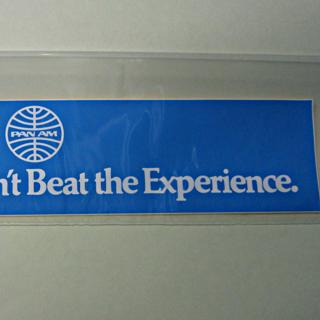 PAN AM
n't Beat the Experience.